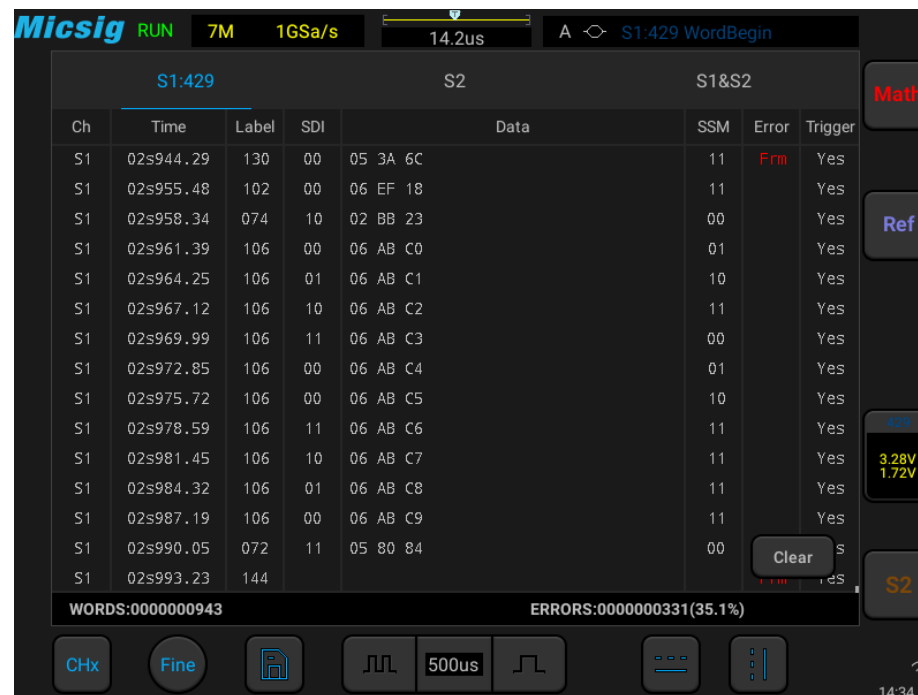 Micsig RUN 7M 1GSa/s 14.2us A S1:429 WordBegin
S1:429 S2 S1&S2
Math
Ch Time Label SDI Data SSM Error Trigger
S1 02s944.29 130 00 05 3A 6C 11 Frm Yes
S1 02s955.48 102 00 06 EF 18 11 Yes
S1 02s958.34 074 10 02 BB 23 00 Yes
Ref
S1 02s961.39 106 00 06 AB C0 01 Yes
S1 02s964.25 106 01 06 AB C1 10 Yes
S1 02s967.12 106 10 06 AB C2 11 Yes
S1 02s969.99 106 11 06 AB C3 00 Yes
S1 02s972.85 106 00 06 AB C4 01 Yes
S1 02s975.72 106 00 06 AB C5 10 Yes
S1 02s978.59 106 11 06 AB C6 11 Yes
429
S1 02s981.45 106 10 06 AB C7 11 Yes
3.28V
1.72V
S1 02s984.32 106 01 06 AB C8 11 Yes
S1 02s987.19 106 00 06 AB C9 11 Yes
S1 02s990.05 072 11 05 80 84 00
Clear
S1 02s993.23 144 Yes
S2
WORDS:0000000943 ERRORS:0000000331(35.1%)
CHx Fine 500us
14:34